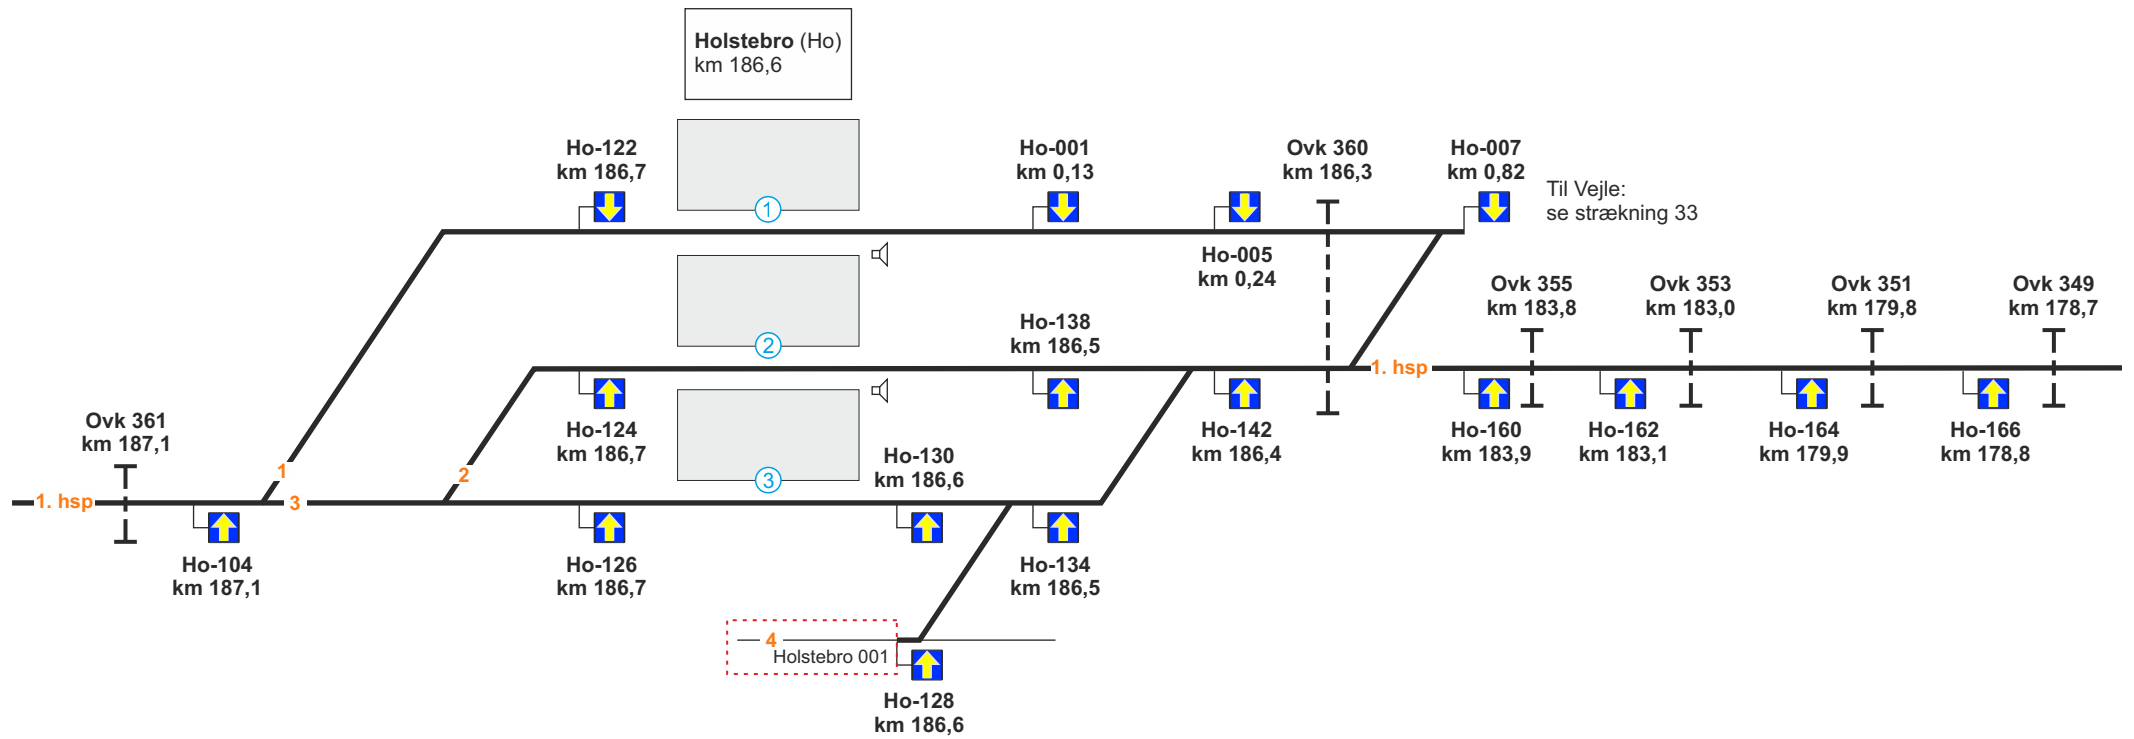 Holstebro (Ho)
km 186,6
Ho-122
km 186,7
1
Ho-001
km 0,13
Ovk 360
km 186,3
Ho-007
km 0,82
Til Vejle:
se strækning 33
Ho-005
km 0,24
2
Ho-138
km 186,5
Ovk 355
km 183,8
Ovk 353
km 183,0
Ovk 351
km 179,8
Ovk 349
km 178,7
1. hsp
Ovk 361
km 187,1
Ho-124
km 186,7
Ho-130
km 186,6
Ho-142
km 186,4
Ho-160
km 183,9
Ho-162
km 183,1
Ho-164
km 179,9
Ho-166
km 178,8
1
2
3
1. hsp
3
Ho-104
km 187,1
Ho-126
km 186,7
Ho-134
km 186,5
4
Holstebro 001
Ho-128
km 186,6